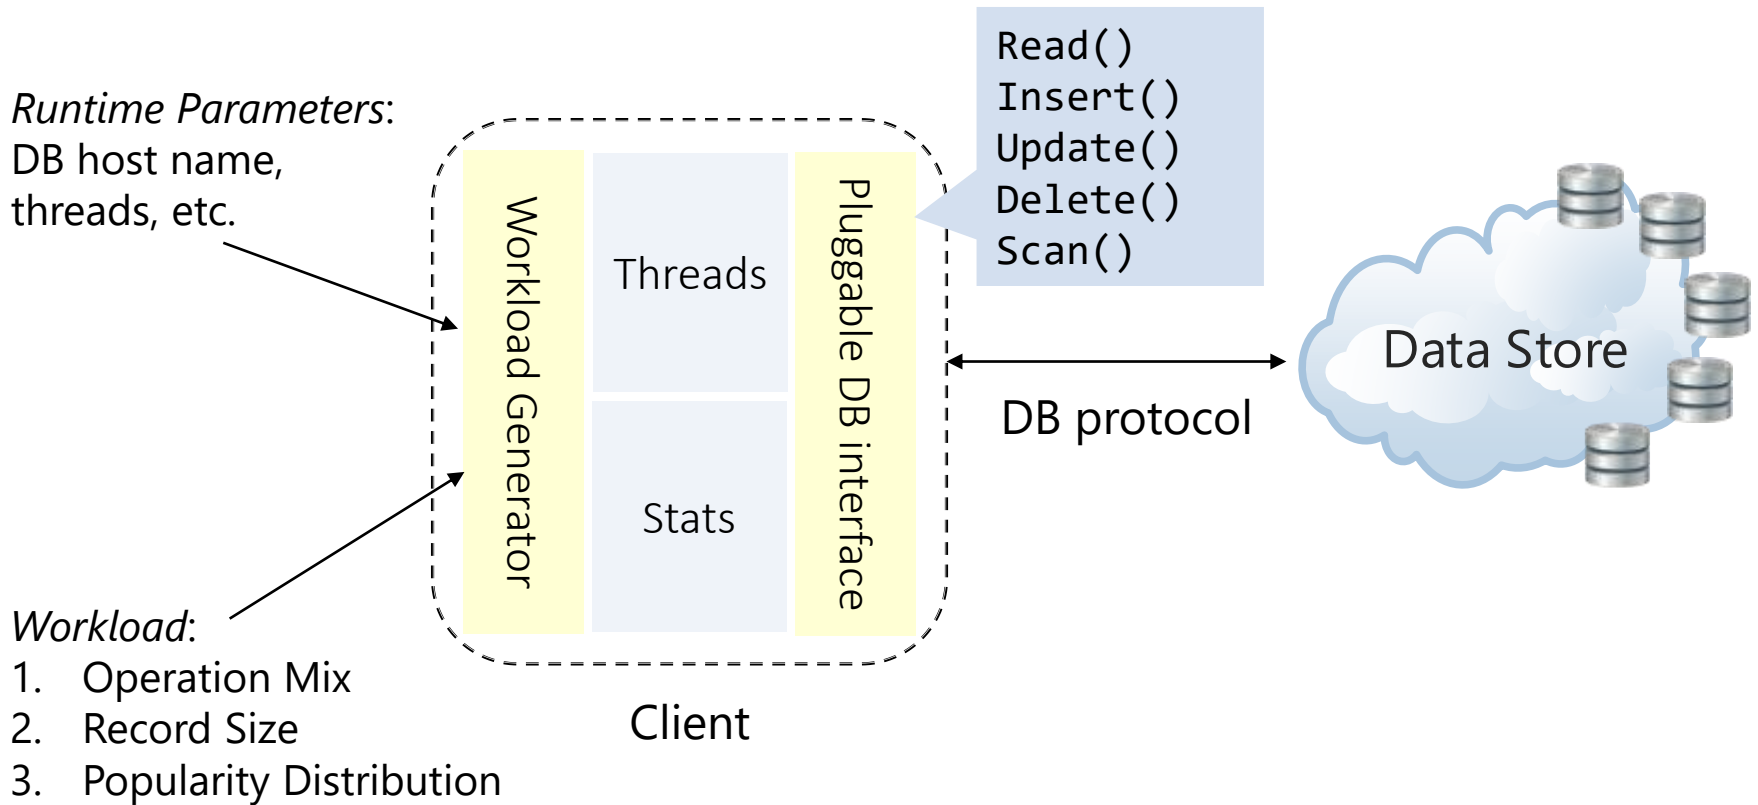 Runtime Parameters:
DB host name,
threads, etc.
Workload:
1. Operation Mix
2. Record Size
3. Popularity Distribution
Workload Generator
Threads
Stats
Pluggable DB interface
Client
Read()
Insert()
Update()
Delete()
Scan()
DB protocol
Data Store